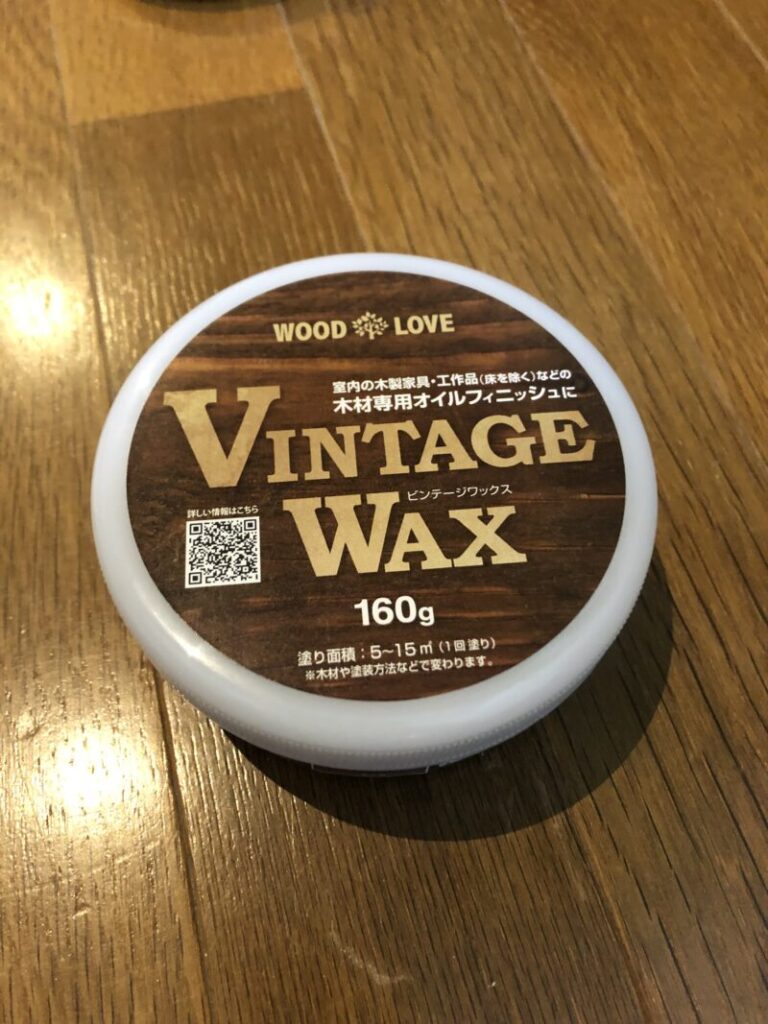 WOOD LOVE
室内の木製家具・工作品(床を除く)などの
木材専用オイルフィニッシュに
VINTAGE
ビンテージワックス
WAX
詳しい情報はこちら
160g
塗り面積:5~15㎡(1回塗り)
※木材や塗装方法などで変わります。